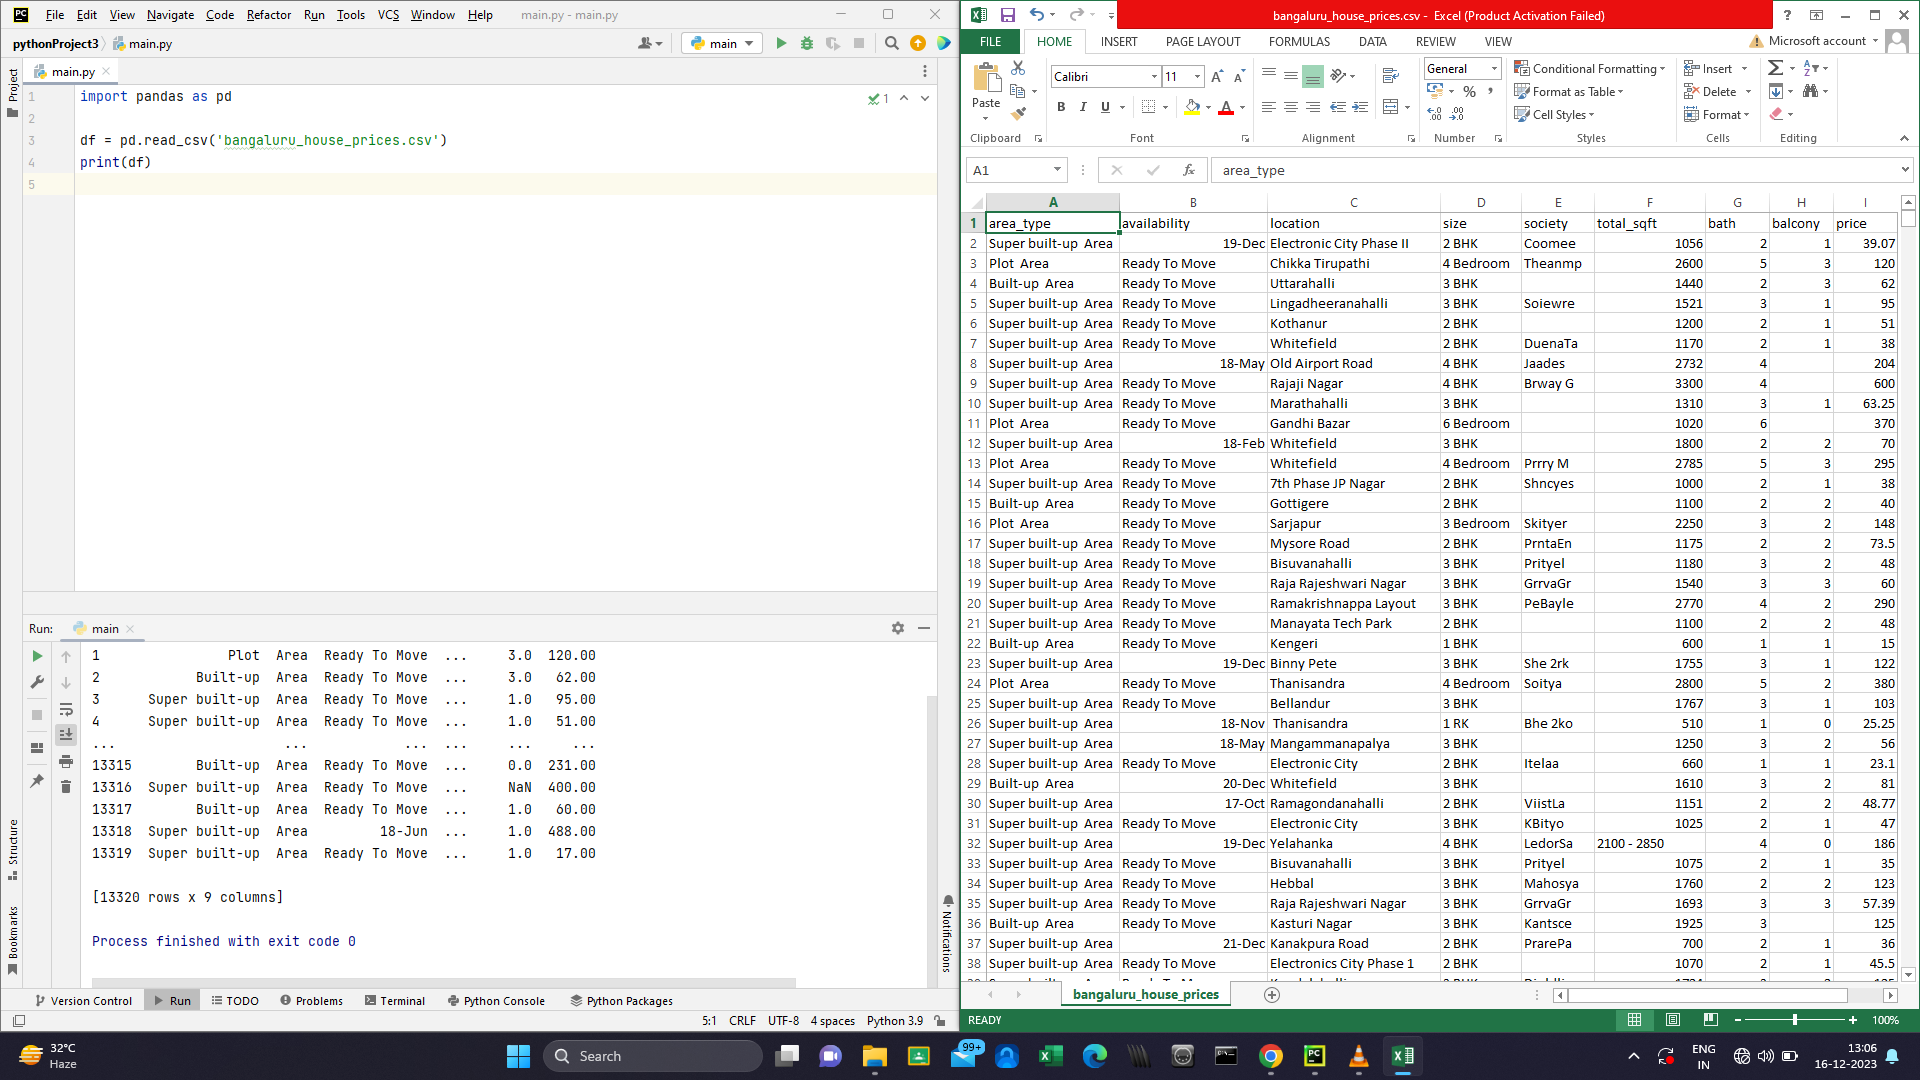 File Edit View Navigate Code Refactor Run Tools VCS Window Help main.py - main.py
pythonProject3 main.py main
Project
main.py
1 import pandas as pd
2
3 df = pd.read_csv('bangaluru_house_prices.csv')
4 print(df)
5
1
Run: main
1 Plot Area Ready To Move ... 3.0 120.00
2 Built-up Area Ready To Move ... 3.0 62.00
3 Super built-up Area Ready To Move ... 1.0 95.00
4 Super built-up Area Ready To Move ... 1.0 51.00
... ... ... ... ... ...
13315 Built-up Area Ready To Move ... 0.0 231.00
13316 Super built-up Area Ready To Move ... NaN 400.00
13317 Built-up Area Ready To Move ... 1.0 60.00
13318 Super built-up Area 18-Jun ... 1.0 488.00
13319 Super built-up Area Ready To Move ... 1.0 17.00
[13320 rows x 9 columns]
Process finished with exit code 0
Structure
Bookmarks
Notifications
Version Control Run TODO Problems Terminal Python Console Python Packages
5:1 CRLF UTF-8 4 spaces Python 3.9
bangaluru_house_prices.csv - Excel (Product Activation Failed)
FILE HOME INSERT PAGE LAYOUT FORMULAS DATA REVIEW VIEW Microsoft account
Paste Calibri 11 General Conditional Formatting Insert
B I U A % Format as Table Delete
Cell Styles Format
Clipboard Font Alignment Number Styles Cells Editing
A1 fx area_type
A B C D E F G H I
1 area_type availability location size society total_sqft bath balcony price
2 Super built-up Area 19-Dec Electronic City Phase II 2 BHK Coomee 1056 2 1 39.07
3 Plot Area Ready To Move Chikka Tirupathi 4 Bedroom Theanmp 2600 5 3 120
4 Built-up Area Ready To Move Uttarahalli 3 BHK 1440 2 3 62
5 Super built-up Area Ready To Move Lingadheeranahalli 3 BHK Soiewre 1521 3 1 95
6 Super built-up Area Ready To Move Kothanur 2 BHK 1200 2 1 51
7 Super built-up Area Ready To Move Whitefield 2 BHK DuenaTa 1170 2 1 38
8 Super built-up Area 18-May Old Airport Road 4 BHK Jaades 2732 4 204
9 Super built-up Area Ready To Move Rajaji Nagar 4 BHK Brway G 3300 4 600
10 Super built-up Area Ready To Move Marathahalli 3 BHK 1310 3 1 63.25
11 Plot Area Ready To Move Gandhi Bazar 6 Bedroom 1020 6 370
12 Super built-up Area 18-Feb Whitefield 3 BHK 1800 2 2 70
13 Plot Area Ready To Move Whitefield 4 Bedroom Prrry M 2785 5 3 295
14 Super built-up Area Ready To Move 7th Phase JP Nagar 2 BHK Shncyes 1000 2 1 38
15 Built-up Area Ready To Move Gottigere 2 BHK 1100 2 2 40
16 Plot Area Ready To Move Sarjapur 3 Bedroom Skityer 2250 3 2 148
17 Super built-up Area Ready To Move Mysore Road 2 BHK PrntaEn 1175 2 2 73.5
18 Super built-up Area Ready To Move Bisuvanahalli 3 BHK Prityel 1180 3 2 48
19 Super built-up Area Ready To Move Raja Rajeshwari Nagar 3 BHK GrrvaGr 1540 3 3 60
20 Super built-up Area Ready To Move Ramakrishnappa Layout 3 BHK PeBayle 2770 4 2 290
21 Super built-up Area Ready To Move Manayata Tech Park 2 BHK 1100 2 2 48
22 Built-up Area Ready To Move Kengeri 1 BHK 600 1 1 15
23 Super built-up Area 19-Dec Binny Pete 3 BHK She 2rk 1755 3 1 122
24 Plot Area Ready To Move Thanisandra 4 Bedroom Soitya 2800 5 2 380
25 Super built-up Area Ready To Move Bellandur 3 BHK 1767 3 1 103
26 Super built-up Area 18-Nov Thanisandra 1 RK Bhe 2ko 510 1 0 25.25
27 Super built-up Area 18-May Mangammanapalya 3 BHK 1250 3 2 56
28 Super built-up Area Ready To Move Electronic City 2 BHK Itelaa 660 1 1 23.1
29 Built-up Area 20-Dec Whitefield 3 BHK 1610 3 2 81
30 Super built-up Area 17-Oct Ramagondanahalli 2 BHK ViistLa 1151 2 2 48.77
31 Super built-up Area Ready To Move Electronic City 3 BHK KBityo 1025 2 1 47
32 Super built-up Area 19-Dec Yelahanka 4 BHK LedorSa 2100 - 2850 4 0 186
33 Super built-up Area Ready To Move Bisuvanahalli 3 BHK Prityel 1075 2 1 35
34 Super built-up Area Ready To Move Hebbal 3 BHK Mahosya 1760 2 2 123
35 Super built-up Area Ready To Move Raja Rajeshwari Nagar 3 BHK GrrvaGr 1693 3 3 57.39
36 Built-up Area Ready To Move Kasturi Nagar 3 BHK Kantsce 1925 3 125
37 Super built-up Area 21-Dec Kanakpura Road 2 BHK PrarePa 700 2 1 36
38 Super built-up Area Ready To Move Electronics City Phase 1 2 BHK 1070 2 1 45.5
bangaluru_house_prices
READY 100%
32°C
Haze
Search
99+
ENG
IN
13:06
16-12-2023